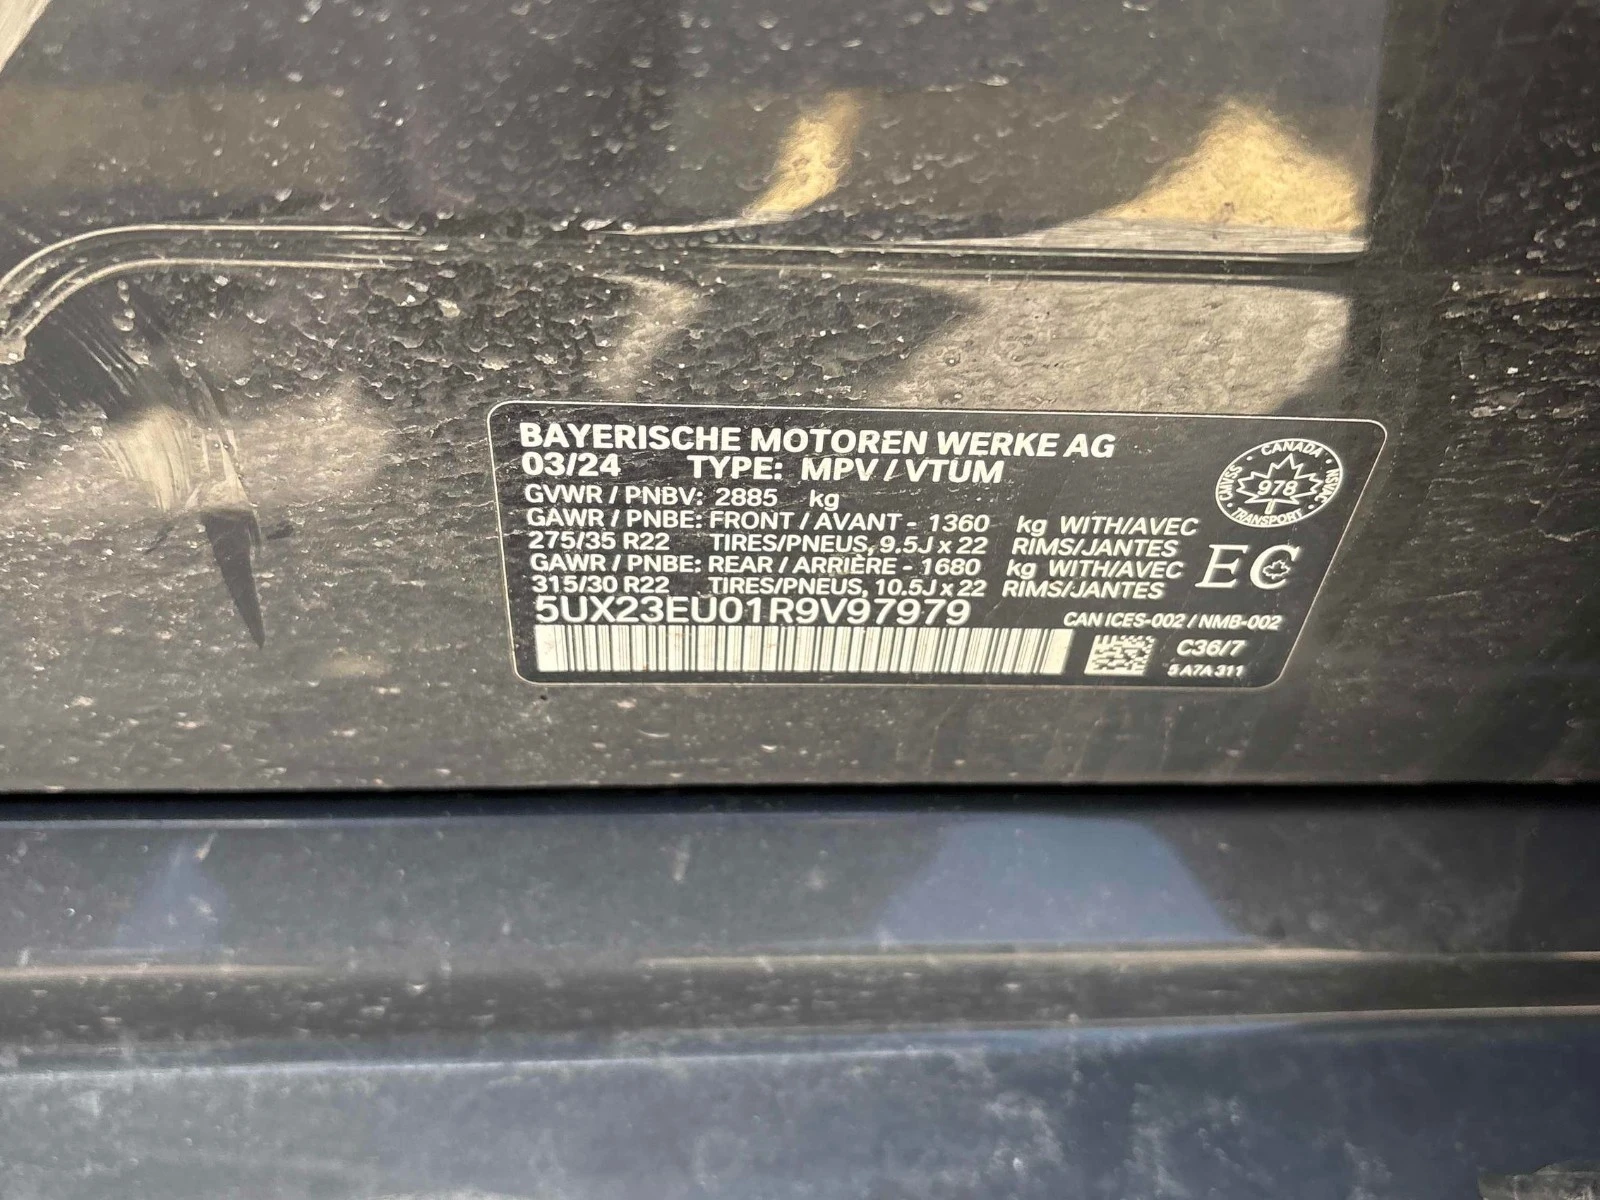 BAYERISCHE MOTOREN WERKE AG
03/24 TYPE: MPV / VTUM
GVWR / PNBV: 2885 kg
GAWR / PNBE: FRONT / AVANT - 1360 kg WITH/AVEC
275/35 R22 TIRES/PNEUS, 9.5J x 22 RIMS/JANTES
GAWR / PNBE: REAR / ARRIÈRE - 1680 kg WITH/AVEC
315/30 R22 TIRES/PNEUS, 10.5J x 22 RIMS/JANTES
5UX23EU01R9V97979
CANADA
CMVSS 978 NSVAC
TRANSPORT
EC
CAN ICES-002 / NMB-002
C36/7
5 A7A 311